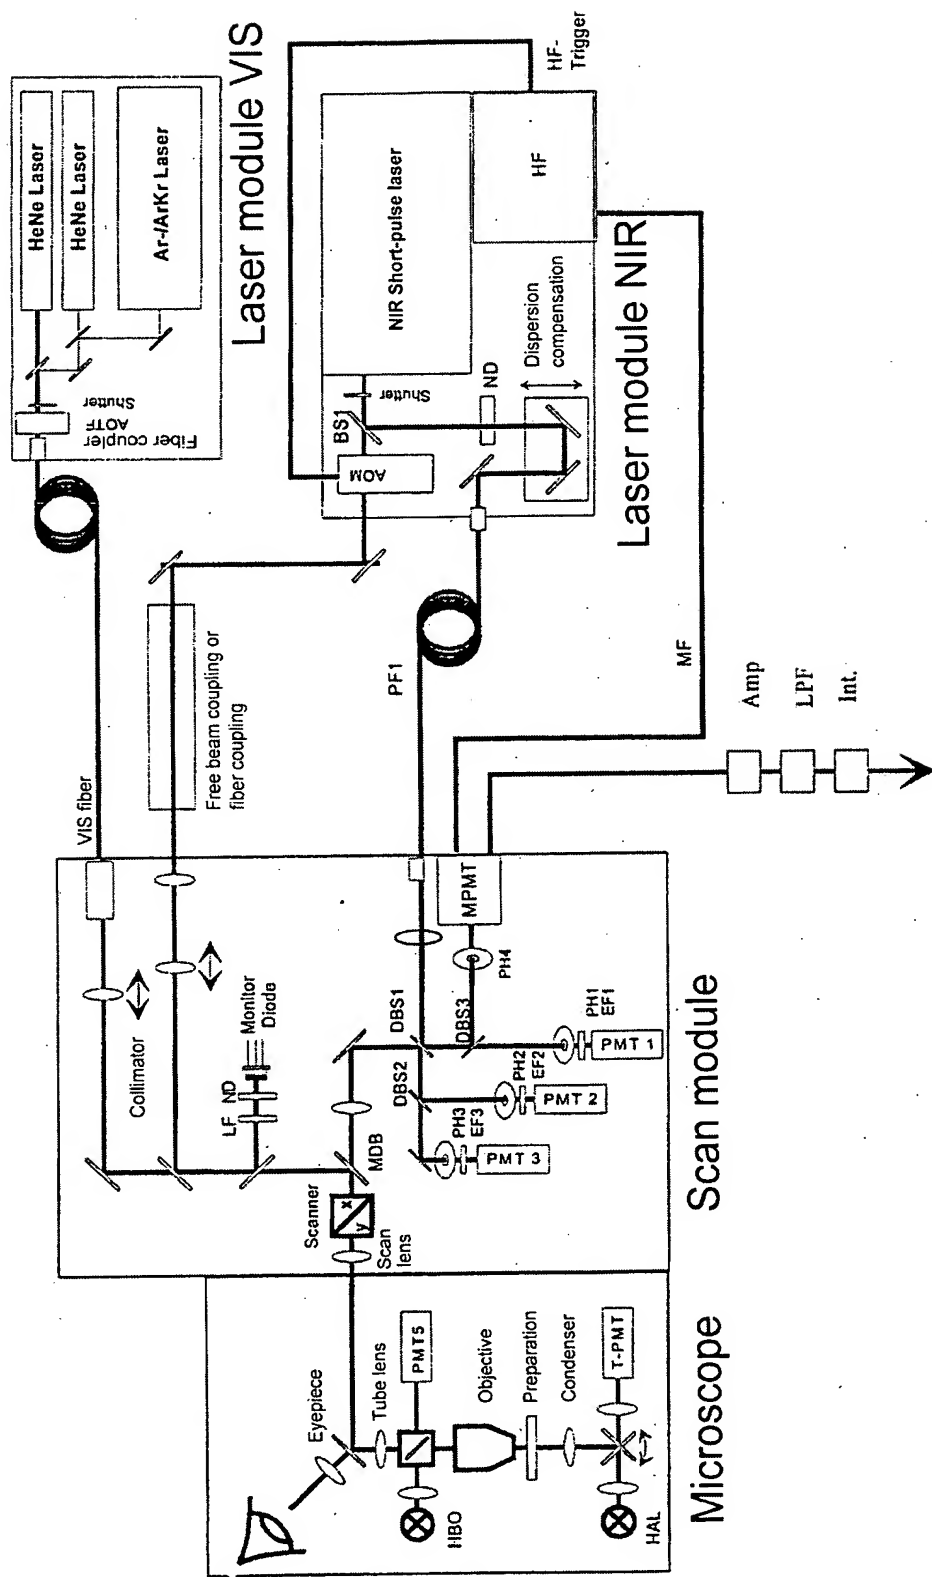 HeNe Laser
HeNe Laser
Ar-/ArKr Laser
Shutter
AOTF
Fiber coupler
Laser module VIS
HF-
Trigger
NIR Short-pulse laser
HF
Shutter
BS1
AOM
ND
Dispersion
compensation
Laser module NIR
VIS fiber
Free beam coupling or
fiber coupling
PF1
MF
Amp
LPF
Int.
Collimator
Monitor
Diode
LF ND
MDB
Scanner
x
y
Scan
lens
DBS1
DBS2
DBS3
MPMT
PH4
PH1
EF1
PMT 1
PH2
EF2
PMT 2
PH3
EF3
PMT 3
Scan module
Eyepiece
Tube lens
PMT5
HBO
Objective
Preparation
Condenser
T-PMT
HAL
Microscope